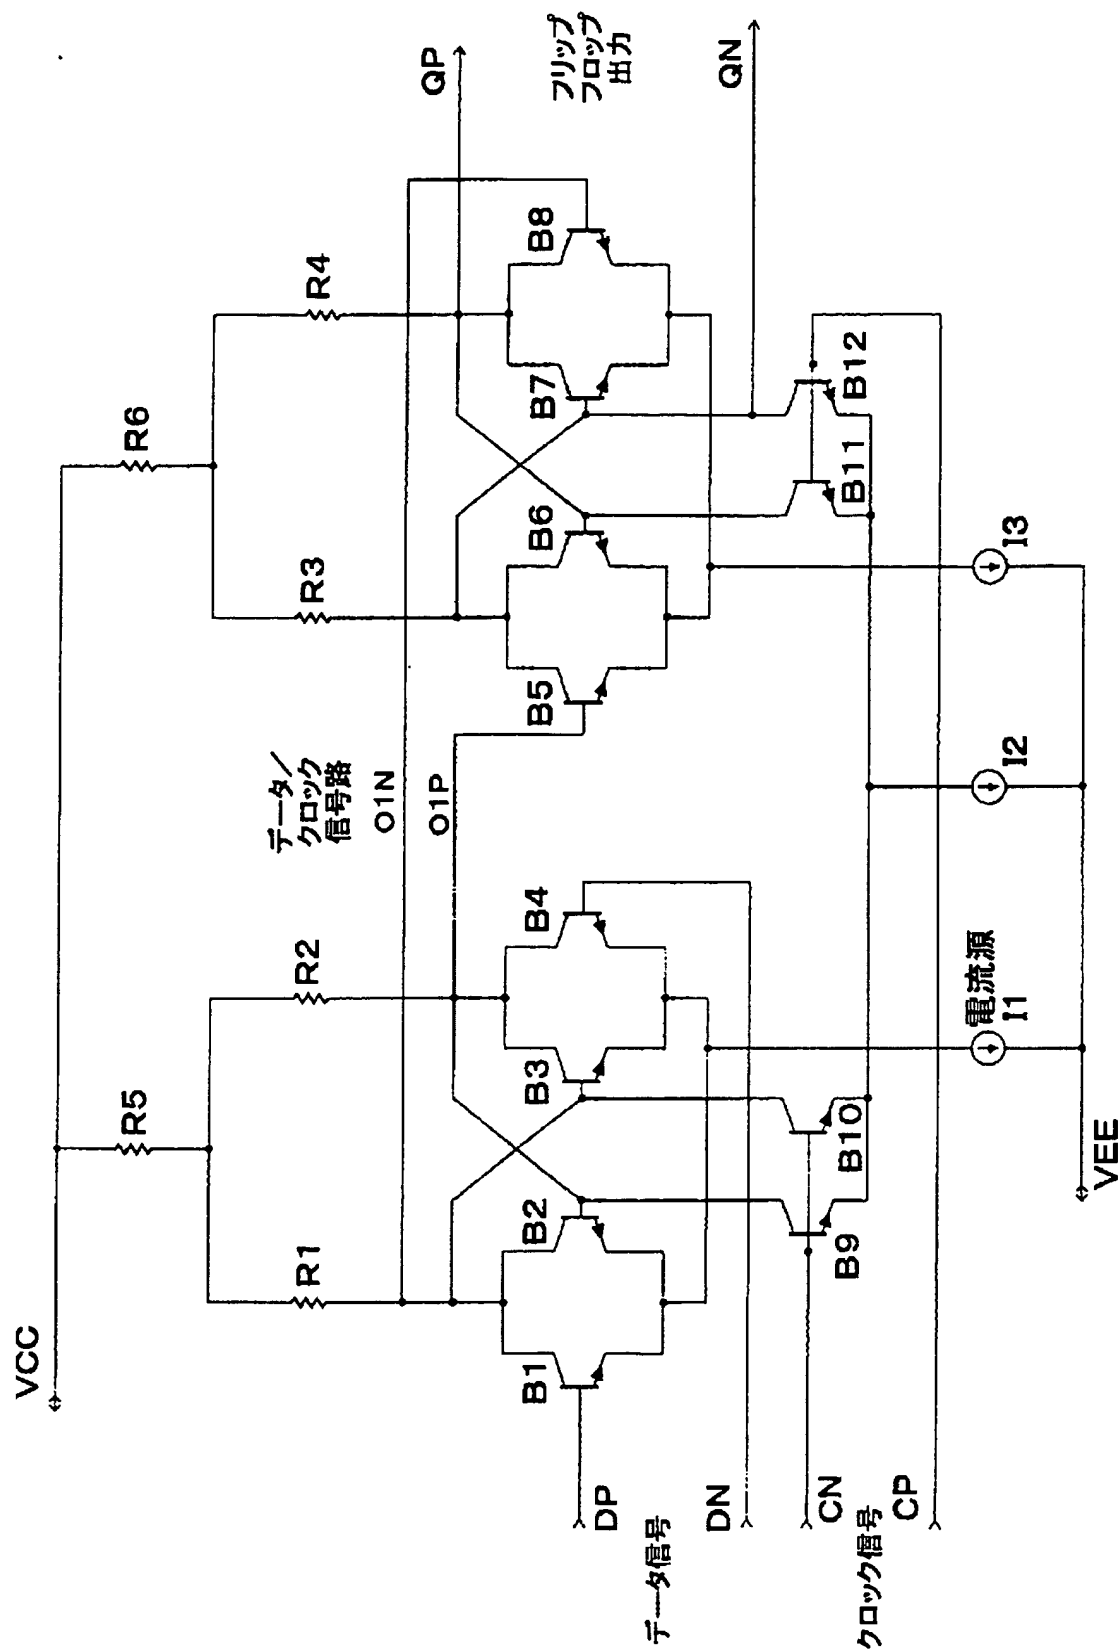 VCC
R5
R6
R1
R2
R3
R4
データ/
クロック
信号路
O1N
O1P
QP
フリップ
フロップ
出力
QN
B1
B2
B3
B4
B5
B6
B7
B8
DP
データ信号
DN
CN
クロック信号
CP
B9
B10
B11
B12
電流源
I1
I2
I3
VEE